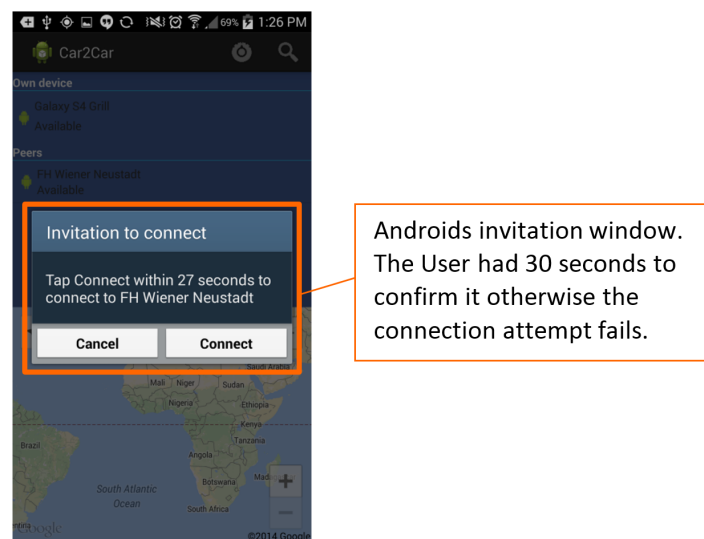 69% 1:26 PM
Car2Car
Own device
Galaxy S4 Grill
Available
Peers
FH Wiener Neustadt
Available
Invitation to connect
Tap Connect within 27 seconds to
connect to FH Wiener Neustadt
Cancel Connect
Androids invitation window.
The User had 30 seconds to
confirm it otherwise the
connection attempt fails.
Saudi Arabia
Mali Niger Sudan
Nigeria Ethiopia
Kenya
Brazil Tanzania
Angola
South Atlantic
Ocean
Botswana
South Africa
Google
©2014 Google